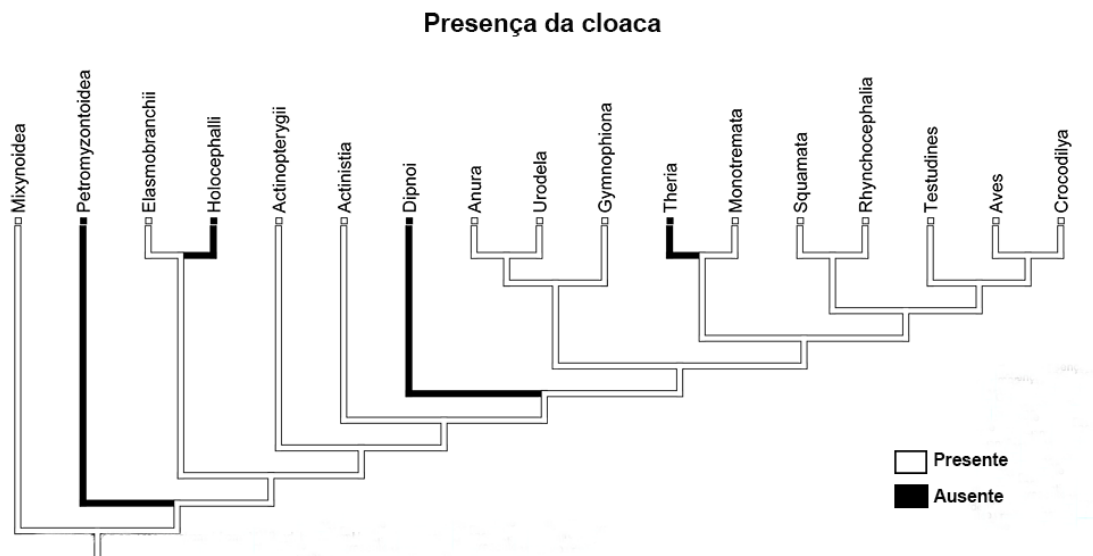 Presença da cloaca
Mixynoidea
Petromyzontoidea
Elasmobranchii
Holocephalli
Actinopterygii
Actinistia
Dipnoi
Anura
Urodela
Gymnophiona
Theria
Monotremata
Squamata
Rhynchocephalia
Testudines
Aves
Crocodilya
Presente
Ausente